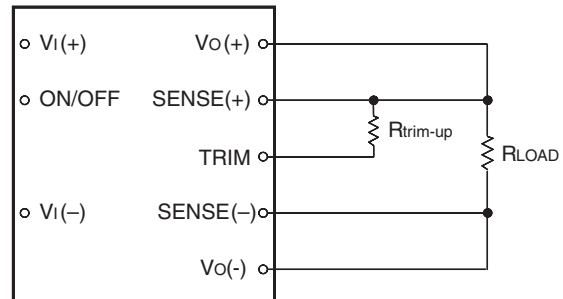 VI(+) VO(+)
ON/OFF SENSE(+)
Rtrim-up
TRIM RLOAD
VI(–) SENSE(–)
VO(-)